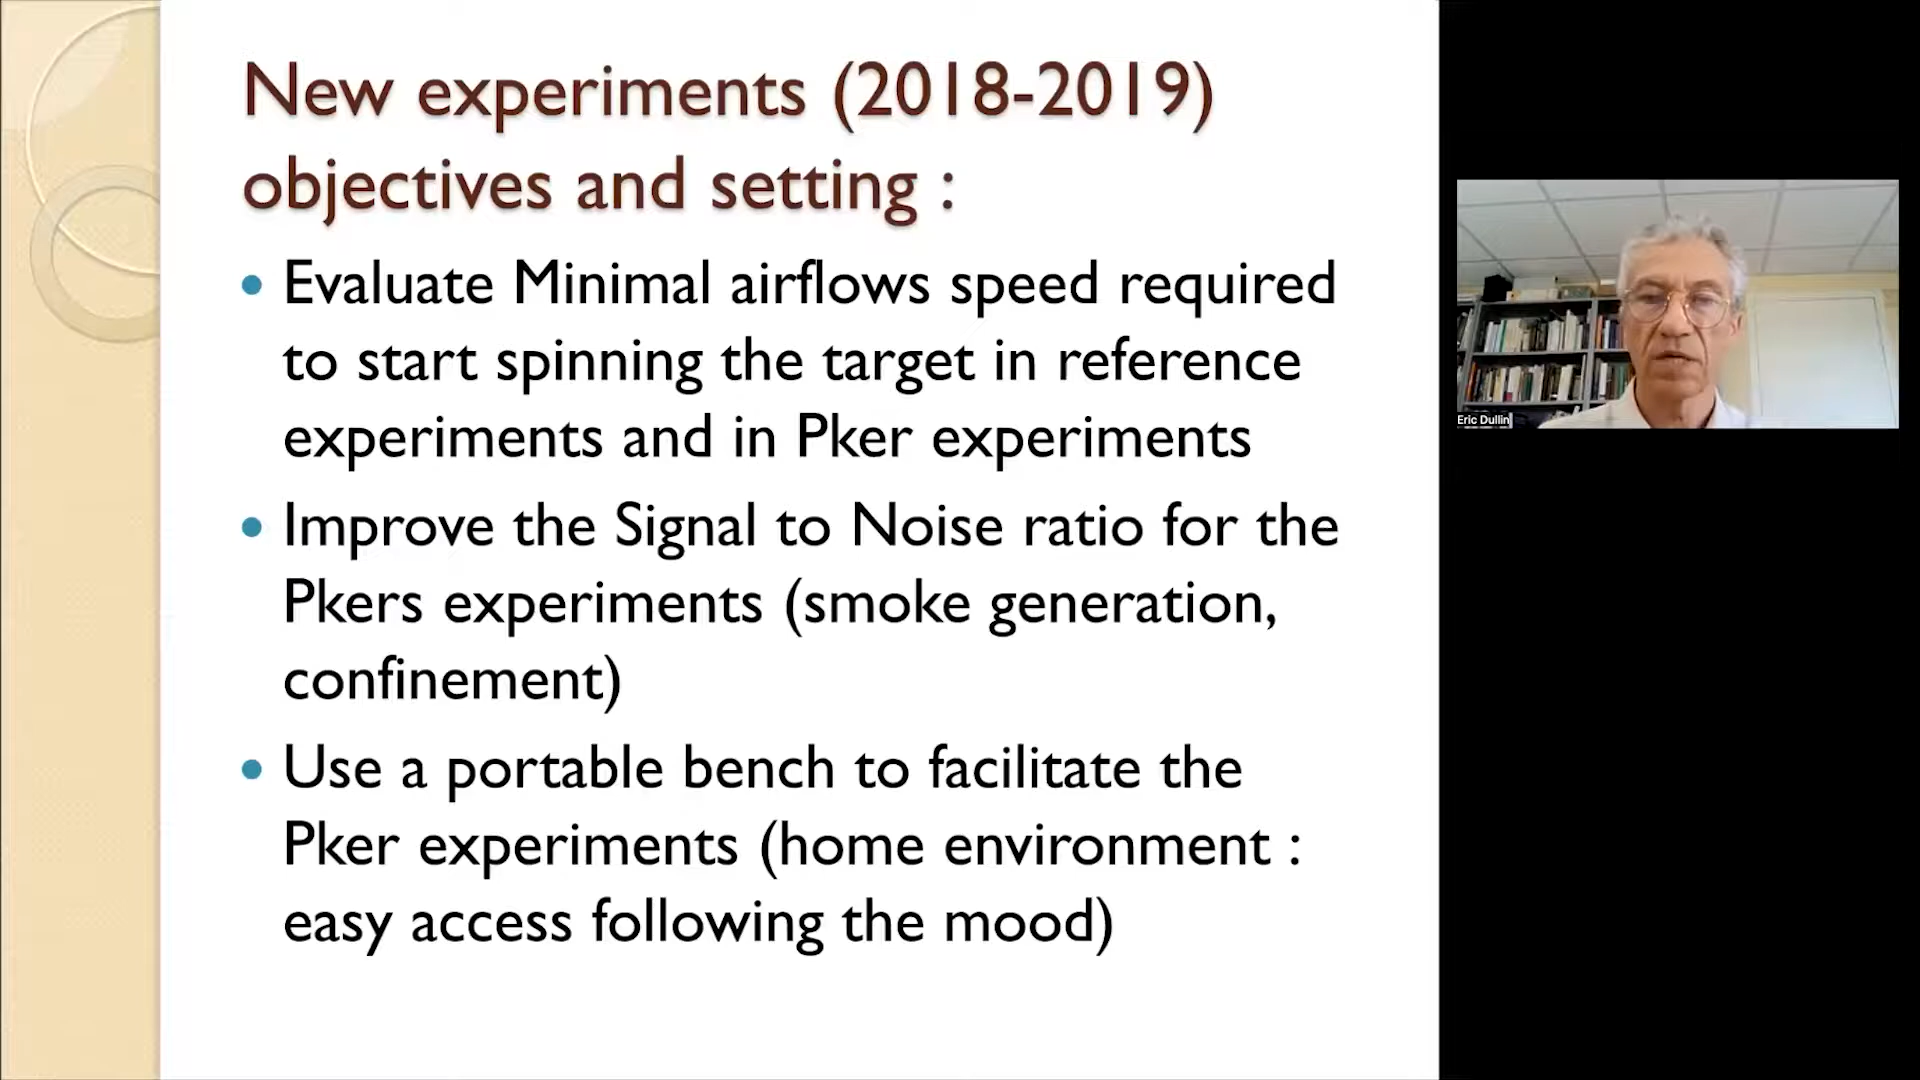 New experiments (2018-2019)
objectives and setting :
Evaluate Minimal airflows speed required
to start spinning the target in reference
experiments and in Pker experiments
Improve the Signal to Noise ratio for the
Pkers experiments (smoke generation,
confinement)
Use a portable bench to facilitate the
Pker experiments (home environment :
easy access following the mood)
Eric Dullin